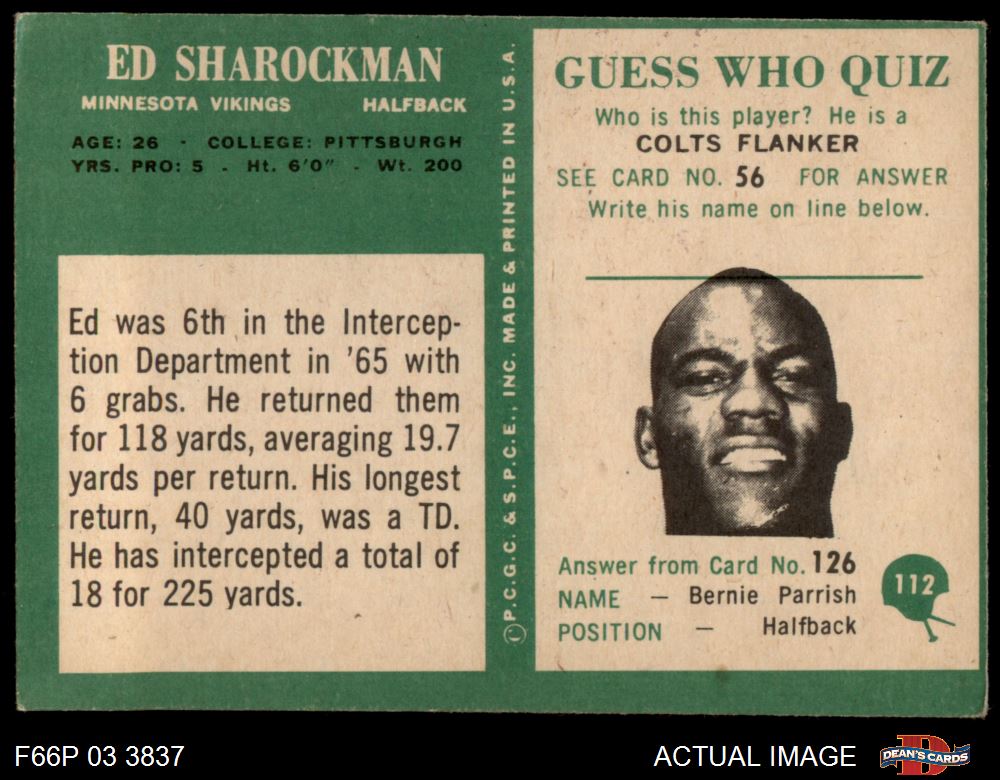 ED SHAROCKMAN
MINNESOTA VIKINGS HALFBACK
AGE: 26 · COLLEGE: PITTSBURGH
YRS. PRO: 5 - Ht. 6'0" - Wt. 200
Ed was 6th in the Intercep-
tion Department in '65 with
6 grabs. He returned them
for 118 yards, averaging 19.7
yards per return. His longest
return, 40 yards, was a TD.
He has intercepted a total of
18 for 225 yards.
©P.C.G.C. & S.P.C.E., INC. MADE & PRINTED IN U.S.A.
GUESS WHO QUIZ
Who is this player? He is a
COLTS FLANKER
SEE CARD NO. 56 FOR ANSWER
Write his name on line below.
Answer from Card No. 126
NAME — Bernie Parrish
POSITION — Halfback
112
F66P 03 3837
ACTUAL IMAGE
DEAN'S CARDS